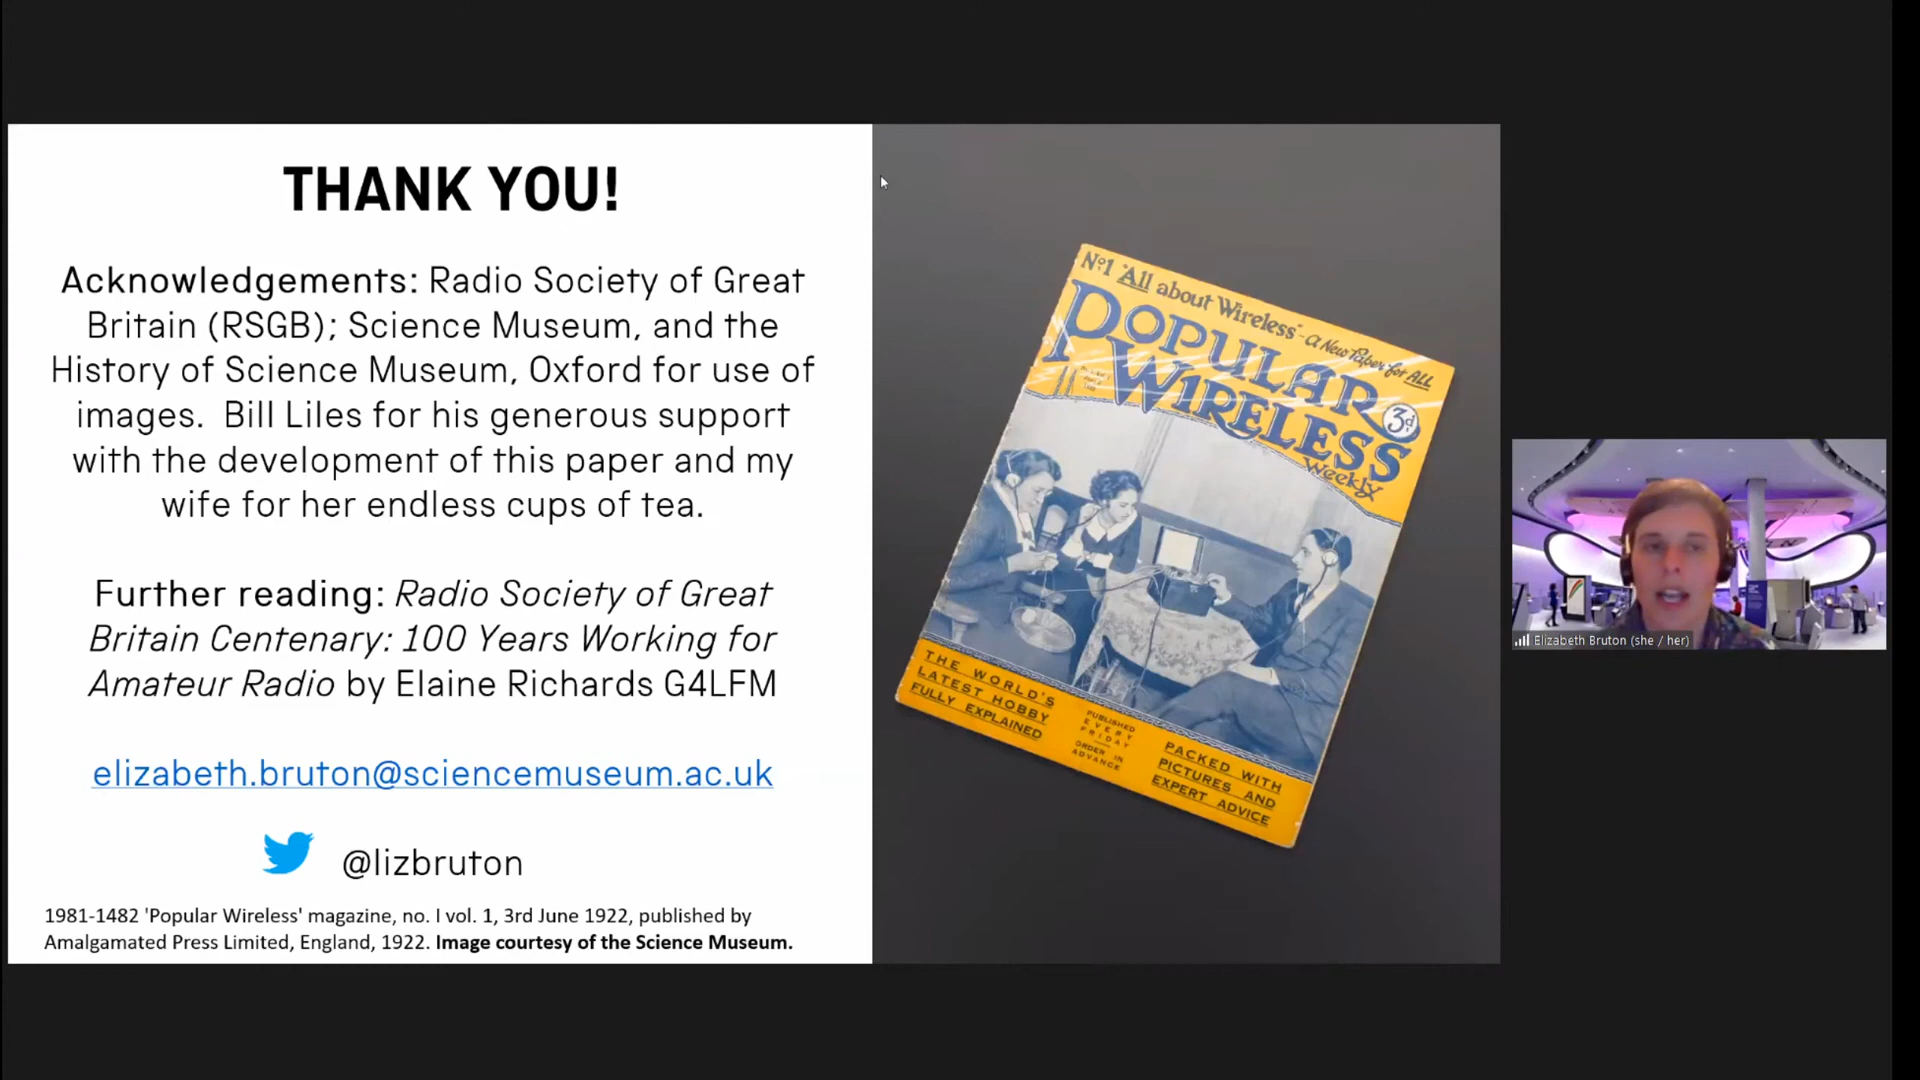 THANK YOU!
Acknowledgements: Radio Society of Great
Britain (RSGB); Science Museum, and the
History of Science Museum, Oxford for use of
images. Bill Liles for his generous support
with the development of this paper and my
wife for her endless cups of tea.
Further reading: Radio Society of Great
Britain Centenary: 100 Years Working for
Amateur Radio by Elaine Richards G4LFM
elizabeth.bruton@sciencemuseum.ac.uk
@lizbruton
1981-1482 'Popular Wireless' magazine, no. I vol. 1, 3rd June 1922, published by
Amalgamated Press Limited, England, 1922. Image courtesy of the Science Museum.
No 1 "All about Wireless" - a New Paper for ALL
POPULAR
WIRELESS
3d.
Weekly
THE WORLD'S
LATEST HOBBY
FULLY EXPLAINED
PUBLISHED
EVERY
FRIDAY
ORDER IN
ADVANCE
PACKED WITH
PICTURES AND
EXPERT ADVICE
Elizabeth Bruton (she / her)